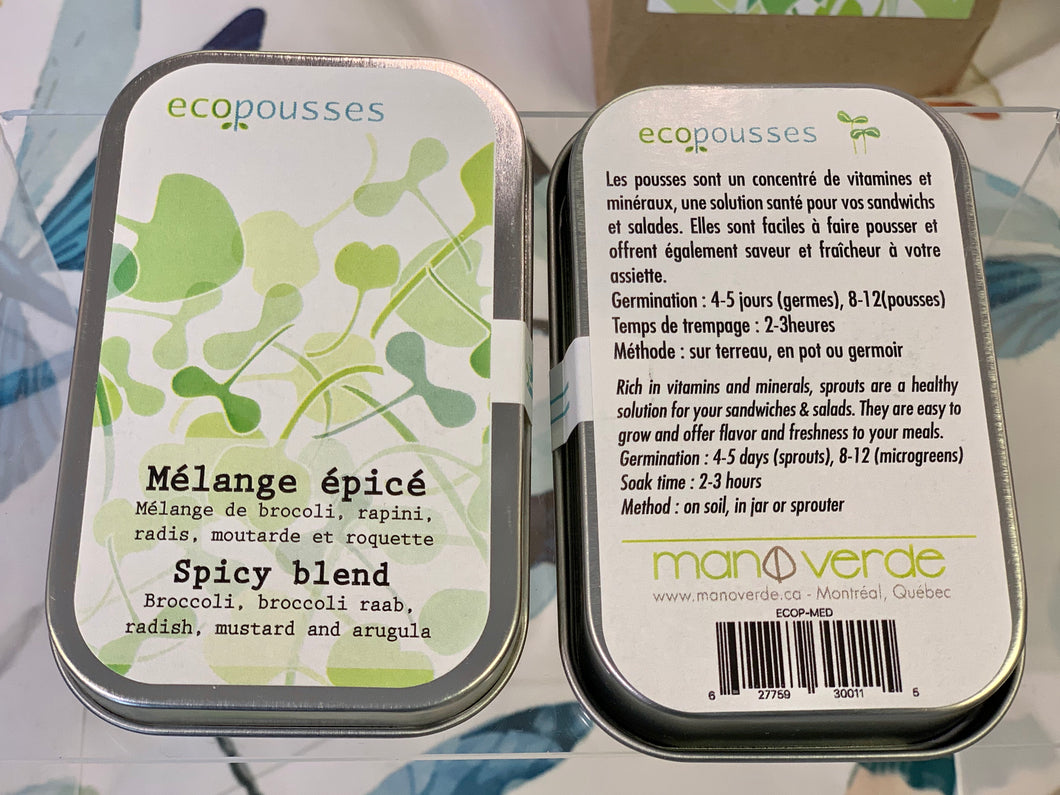 ecopousses
Mélange épicé
Mélange de brocoli, rapini,
radis, moutarde et roquette
Spicy blend
Broccoli, broccoli raab,
radish, mustard and arugula
ecopousses
Les pousses sont un concentré de vitamines et
minéraux, une solution santé pour vos sandwichs
et salades. Elles sont faciles à faire pousser et
offrent également saveur et fraîcheur à votre
assiette.
Germination : 4-5 jours (germes), 8-12(pousses)
Temps de trempage : 2-3heures
Méthode : sur terreau, en pot ou germoir
Rich in vitamins and minerals, sprouts are a healthy
solution for your sandwiches & salads. They are easy to
grow and offer flavor and freshness to your meals.
Germination : 4-5 days (sprouts), 8-12 (microgreens)
Soak time : 2-3 hours
Method : on soil, in jar or sprouter
mano verde
www.manoverde.ca - Montréal, Québec
ECOP-MED
6 27759 30011 5